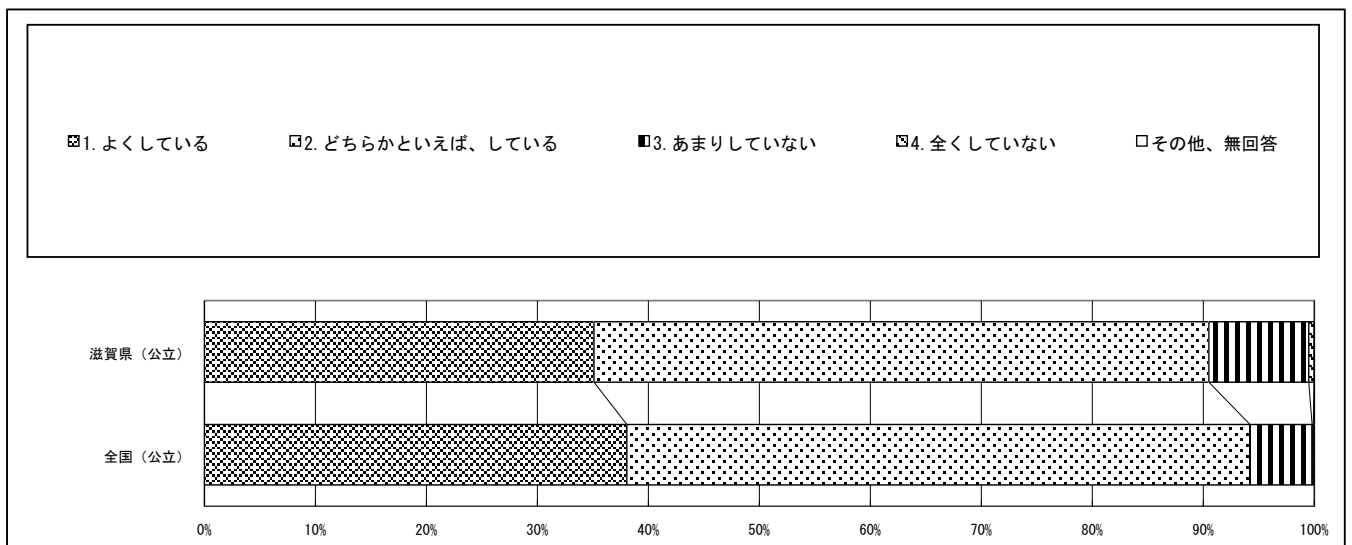 1. よくしている 2. どちらかといえば、している 3. あまりしていない 4. 全くしていない その他、無回答
滋賀県（公立）
全国（公立）
0% 10% 20% 30% 40% 50% 60% 70% 80% 90% 100%